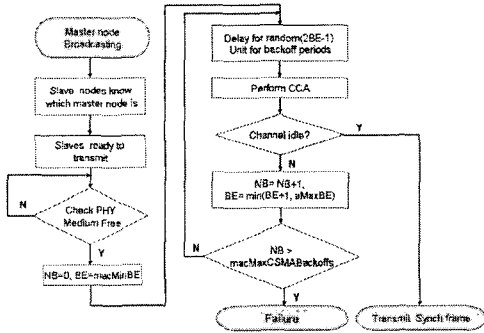 Master node
Broadcasting
Slave nodes know
which master node is
Slaves ready to
transmit
N
Check PHY
Medium Free
Y
NB=0, BE=macMinBE
Delay for random(2BE-1)
Unit for backoff periods
Perform CCA
Channel idle?
Y
N
NB= NB+1,
BE= min(BE+1, aMaxBE)
N
NB >
macMaxCSMABackoffs
Y
Failure
Transmit Synch frame